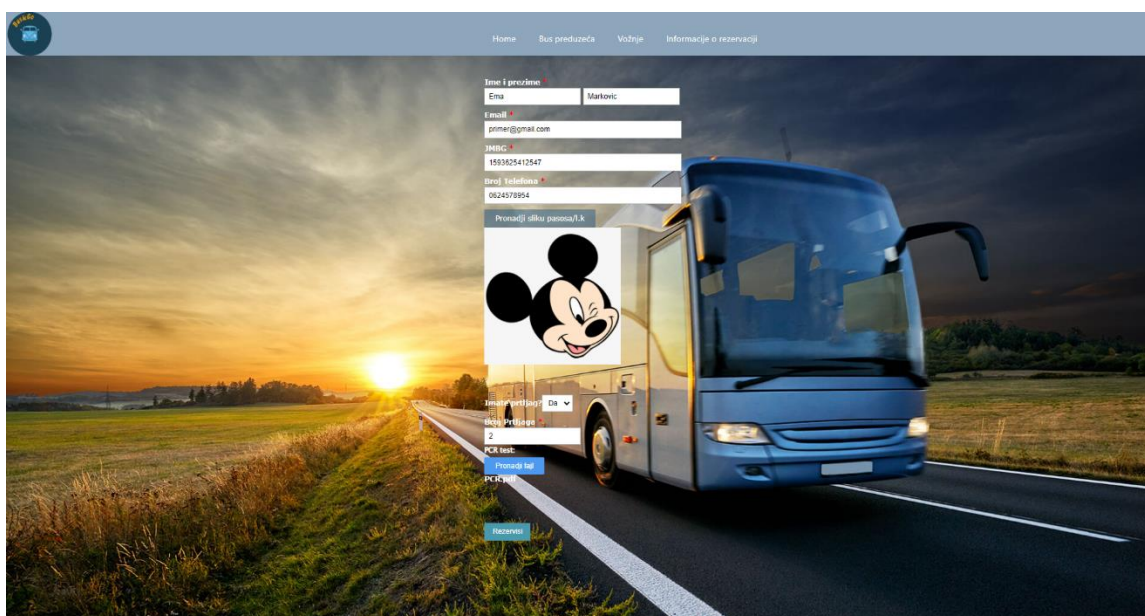 Home Bus preduzeća Vožnje Informacije o rezervaciji
Ime i prezime *
Ema Markovic
Email *
primer@gmail.com
JMBG *
1593625412547
Broj Telefona *
0624578954
Pronadji sliku pasosa/l.k
Imate prtljag? Da
Broj Prtljaga *
2
PCR test:
Pronadji fajl
PCR.pdf
Rezervisi